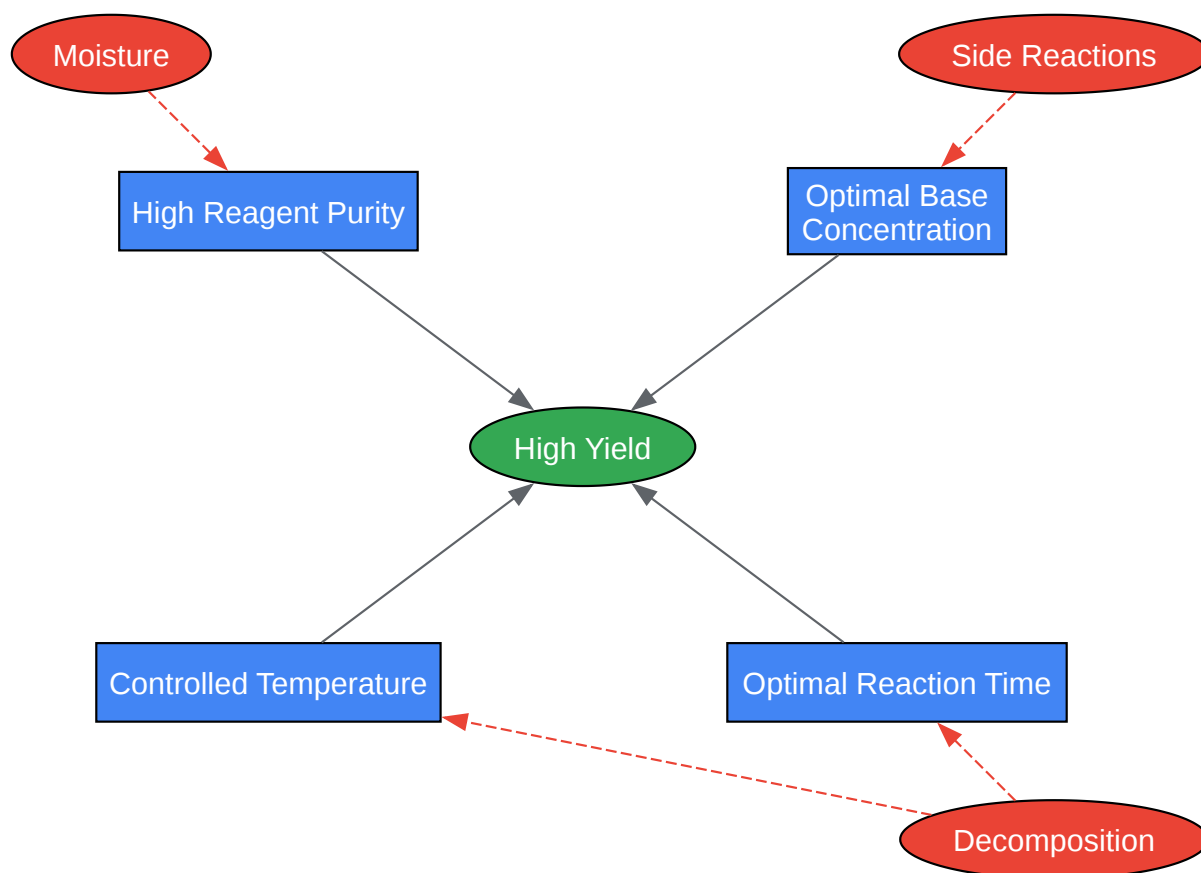 Moisture
Side Reactions
High Reagent Purity
Optimal Base
Concentration
High Yield
Controlled Temperature
Optimal Reaction Time
Decomposition